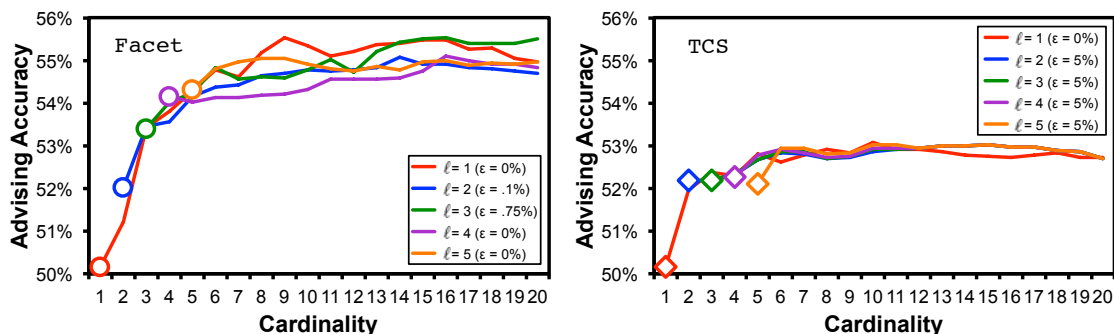 Facet
Advising Accuracy
56%
55%
54%
53%
52%
51%
50%
ℓ = 1 (ε = 0%)
ℓ = 2 (ε = .1%)
ℓ = 3 (ε = .75%)
ℓ = 4 (ε = 0%)
ℓ = 5 (ε = 0%)
1 2 3 4 5 6 7 8 9 10 11 12 13 14 15 16 17 18 19 20
Cardinality
TCS
Advising Accuracy
56%
55%
54%
53%
52%
51%
50%
ℓ = 1 (ε = 0%)
ℓ = 2 (ε = 5%)
ℓ = 3 (ε = 5%)
ℓ = 4 (ε = 5%)
ℓ = 5 (ε = 5%)
1 2 3 4 5 6 7 8 9 10 11 12 13 14 15 16 17 18 19 20
Cardinality